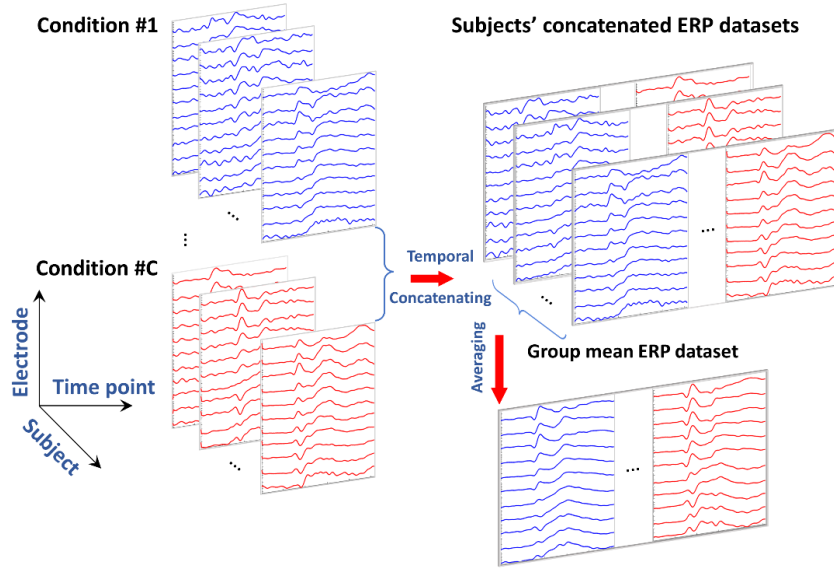 Condition #1
Subjects' concatenated ERP datasets
...
...
...
Condition #C
Temporal
Concatenating
...
Electrode
Time point
Subject
...
Averaging
Group mean ERP dataset
...